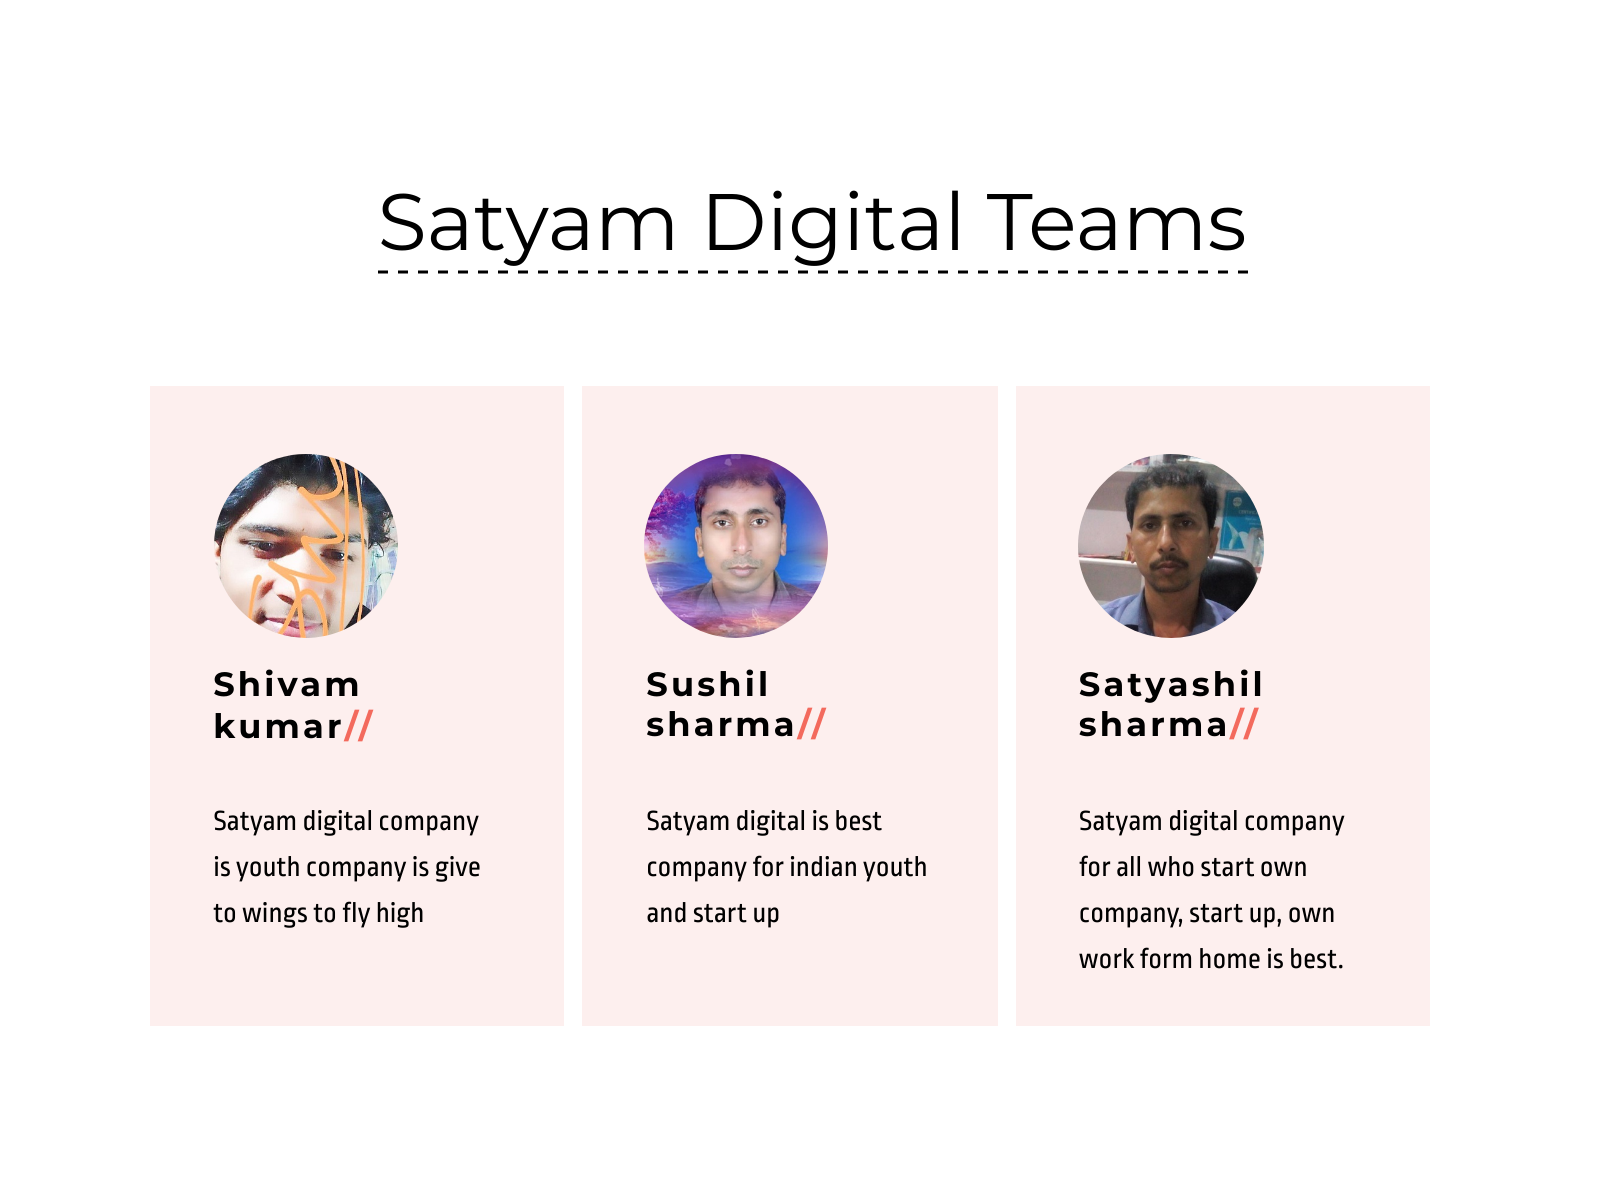 Satyam Digital Teams
Shivam
kumar//
Satyam digital company
is youth company is give
to wings to fly high
Sushil
sharma//
Satyam digital is best
company for indian youth
and start up
Satyashil
sharma//
Satyam digital company
for all who start own
company, start up, own
work form home is best.